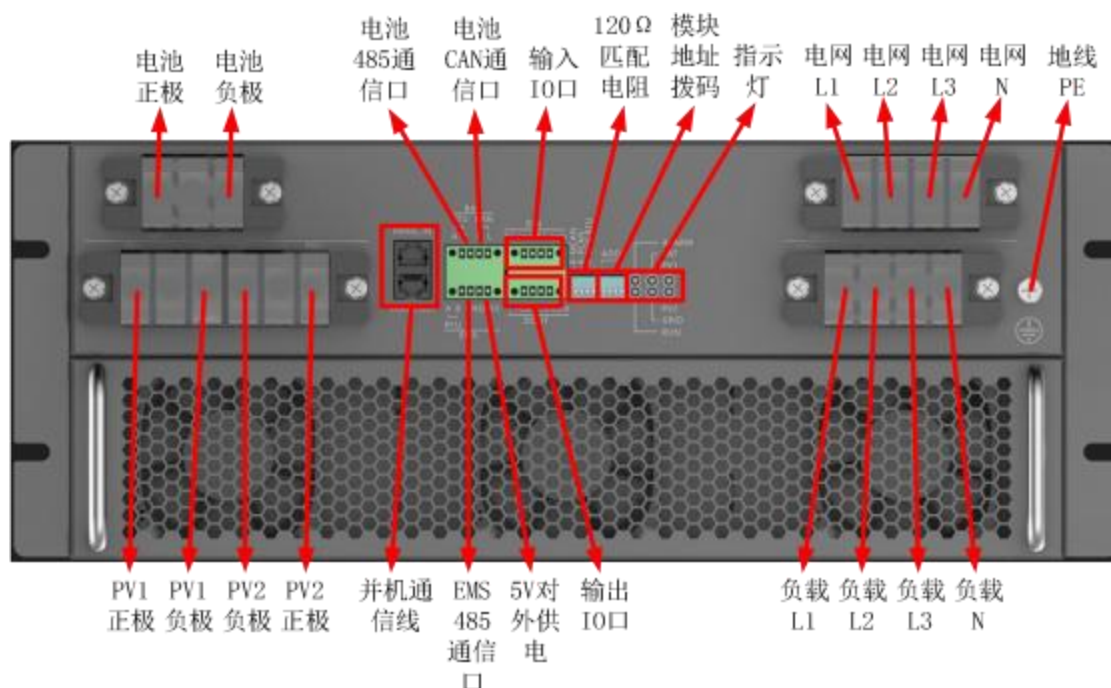 电池
正极
电池
负极
电池
485通
信口
电池
CAN通
信口
输入
IO口
120Ω
匹配
电阻
模块
地址
拨码
指示
灯
电网
L1
电网
L2
电网
L3
电网
N
地线
PE
PV1
正极
PV1
负极
PV2
负极
PV2
正极
并机通
信线
EMS
485
通信
口
5V对
外供
电
输出
IO口
负载
L1
负载
L2
负载
L3
负载
N